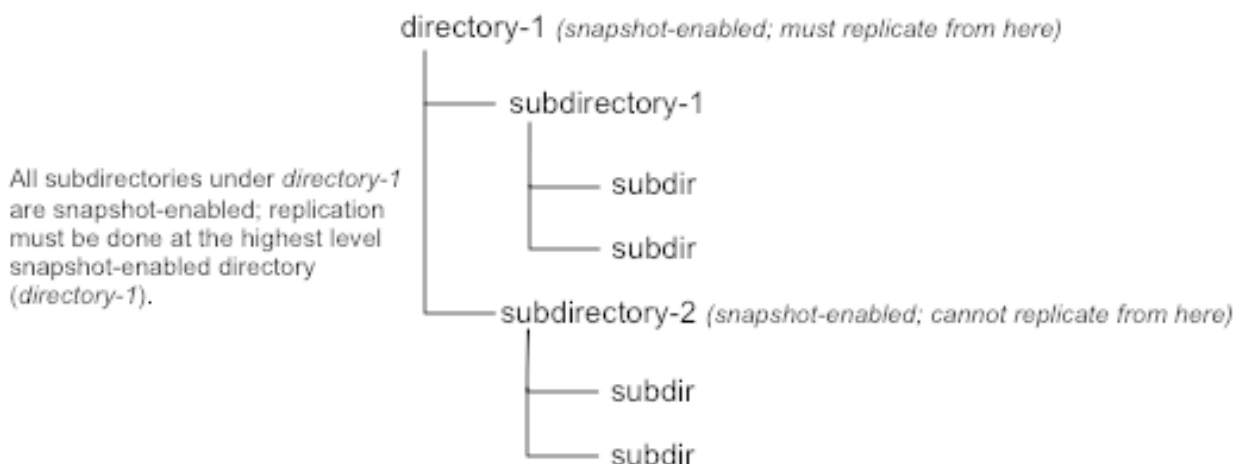 directory-1 (snapshot-enabled; must replicate from here)
subdirectory-1
All subdirectories under directory-1
are snapshot-enabled; replication
must be done at the highest level
snapshot-enabled directory
(directory-1).
subdir
subdir
subdirectory-2 (snapshot-enabled; cannot replicate from here)
subdir
subdir